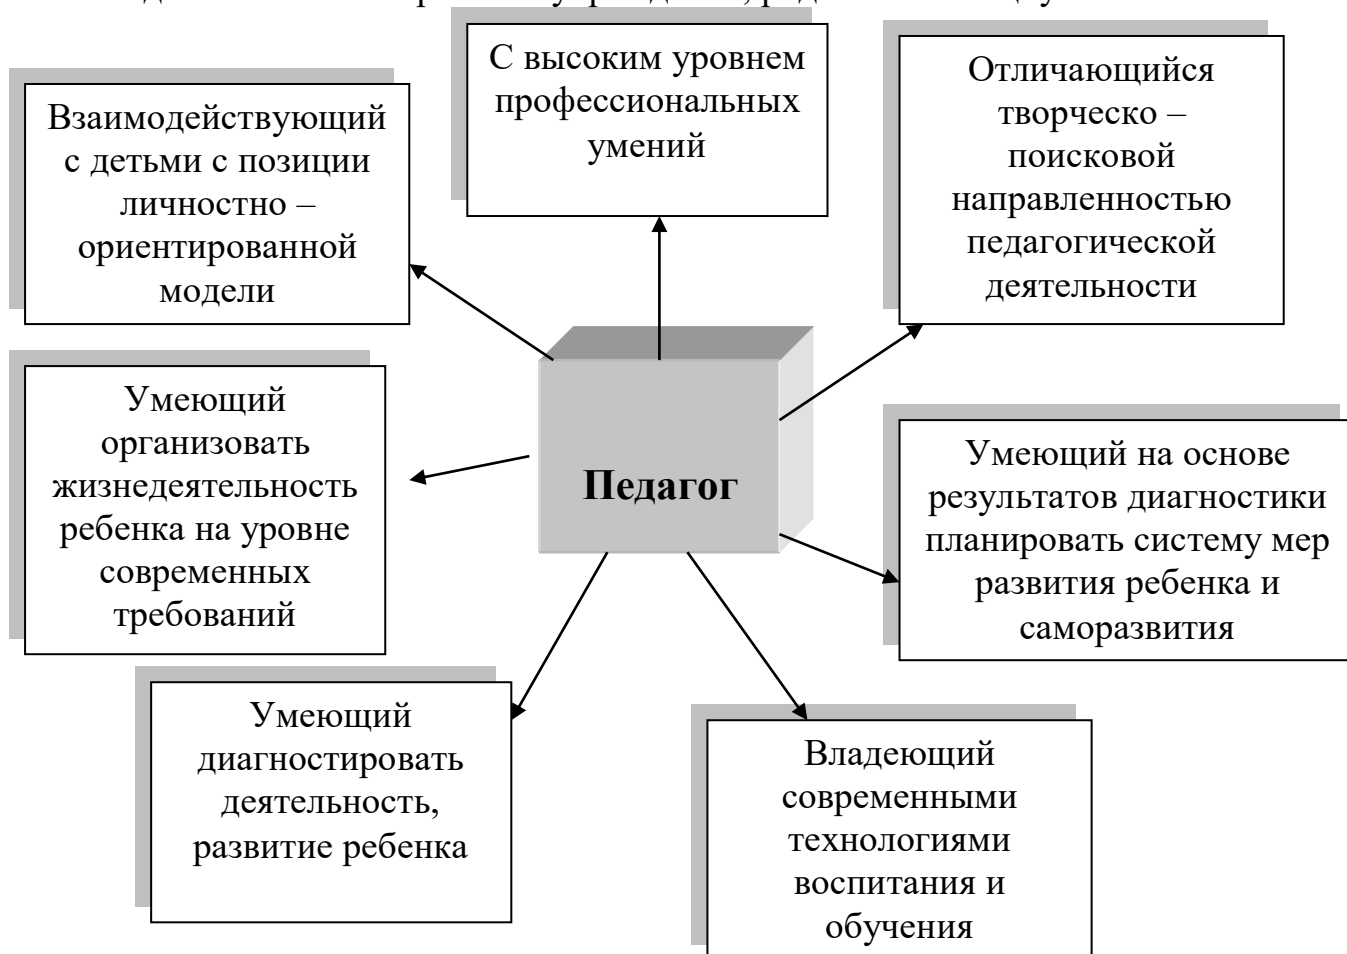 Взаимодействующий
с детьми с позиции
личностно –
ориентированной
модели
С высоким уровнем
профессиональных
умений
Отличающийся
творческо –
поисковой
направленностью
педагогической
деятельности
Умеющий
организовать
жизнедеятельность
ребенка на уровне
современных
требований
Педагог
Умеющий на основе
результатов диагностики
планировать систему мер
развития ребенка и
саморазвития
Умеющий
диагностировать
деятельность,
развитие ребенка
Владеющий
современными
технологиями
воспитания и
обучения